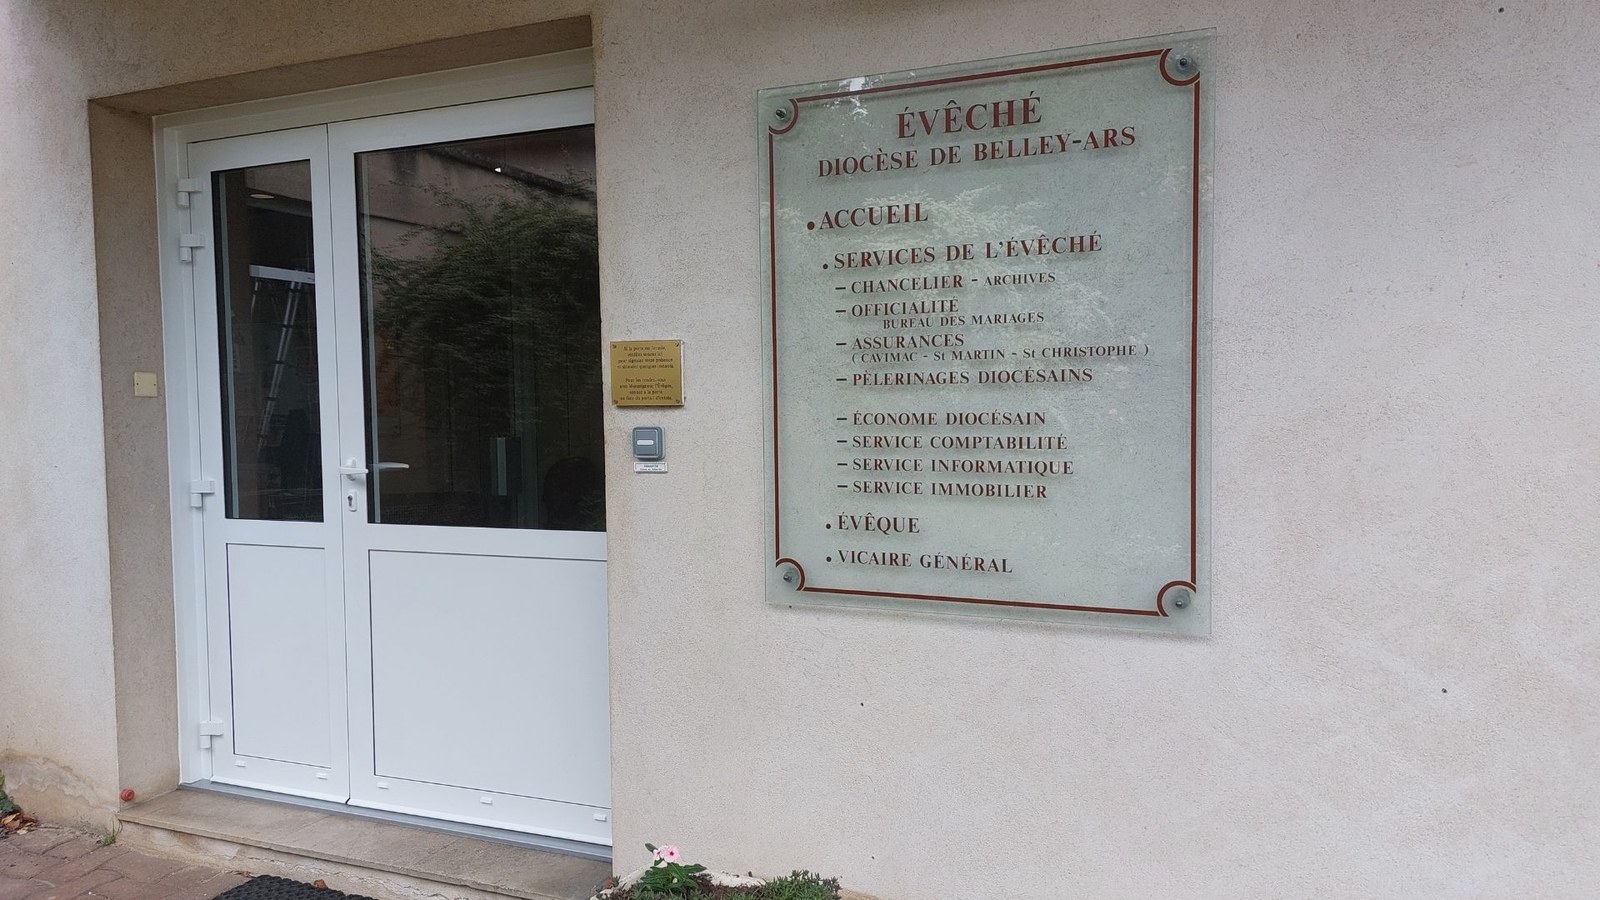 ÉVÊCHÉ
DIOCÈSE DE BELLEY-ARS
• ACCUEIL
• SERVICES DE L'ÉVÊCHÉ
– CHANCELIER - ARCHIVES
– OFFICIALITÉ
BUREAU DES MARIAGES
– ASSURANCES
( CAVIMAC - St MARTIN - St CHRISTOPHE )
– PÈLERINAGES DIOCÉSAINS
– ÉCONOME DIOCÉSAIN
– SERVICE COMPTABILITÉ
– SERVICE INFORMATIQUE
– SERVICE IMMOBILIER
• ÉVÊQUE
• VICAIRE GÉNÉRAL